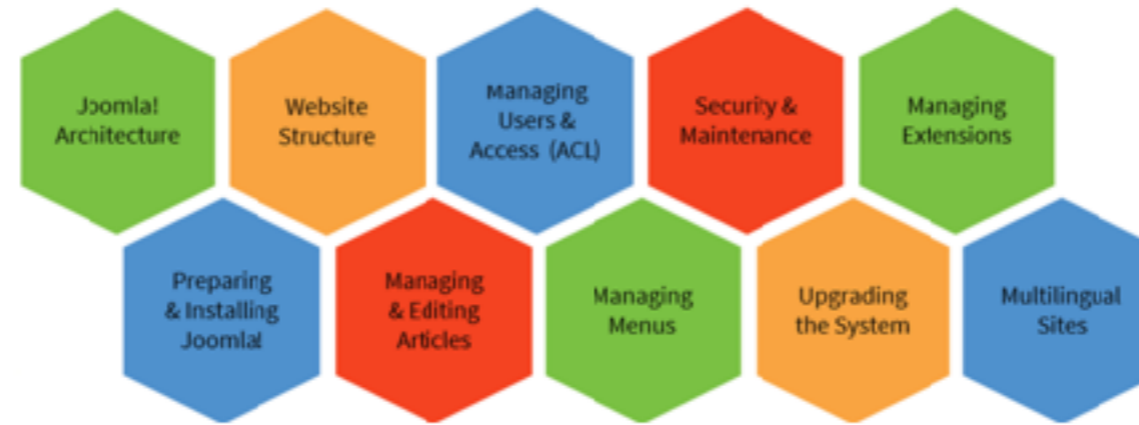 Joomla!
Architecture
Website
Structure
Managing
Users &
Access (ACL)
Security &
Maintenance
Managing
Extensions
Preparing
& Installing
Joomla!
Managing
& Editing
Articles
Managing
Menus
Upgrading
the System
Multilingual
Sites